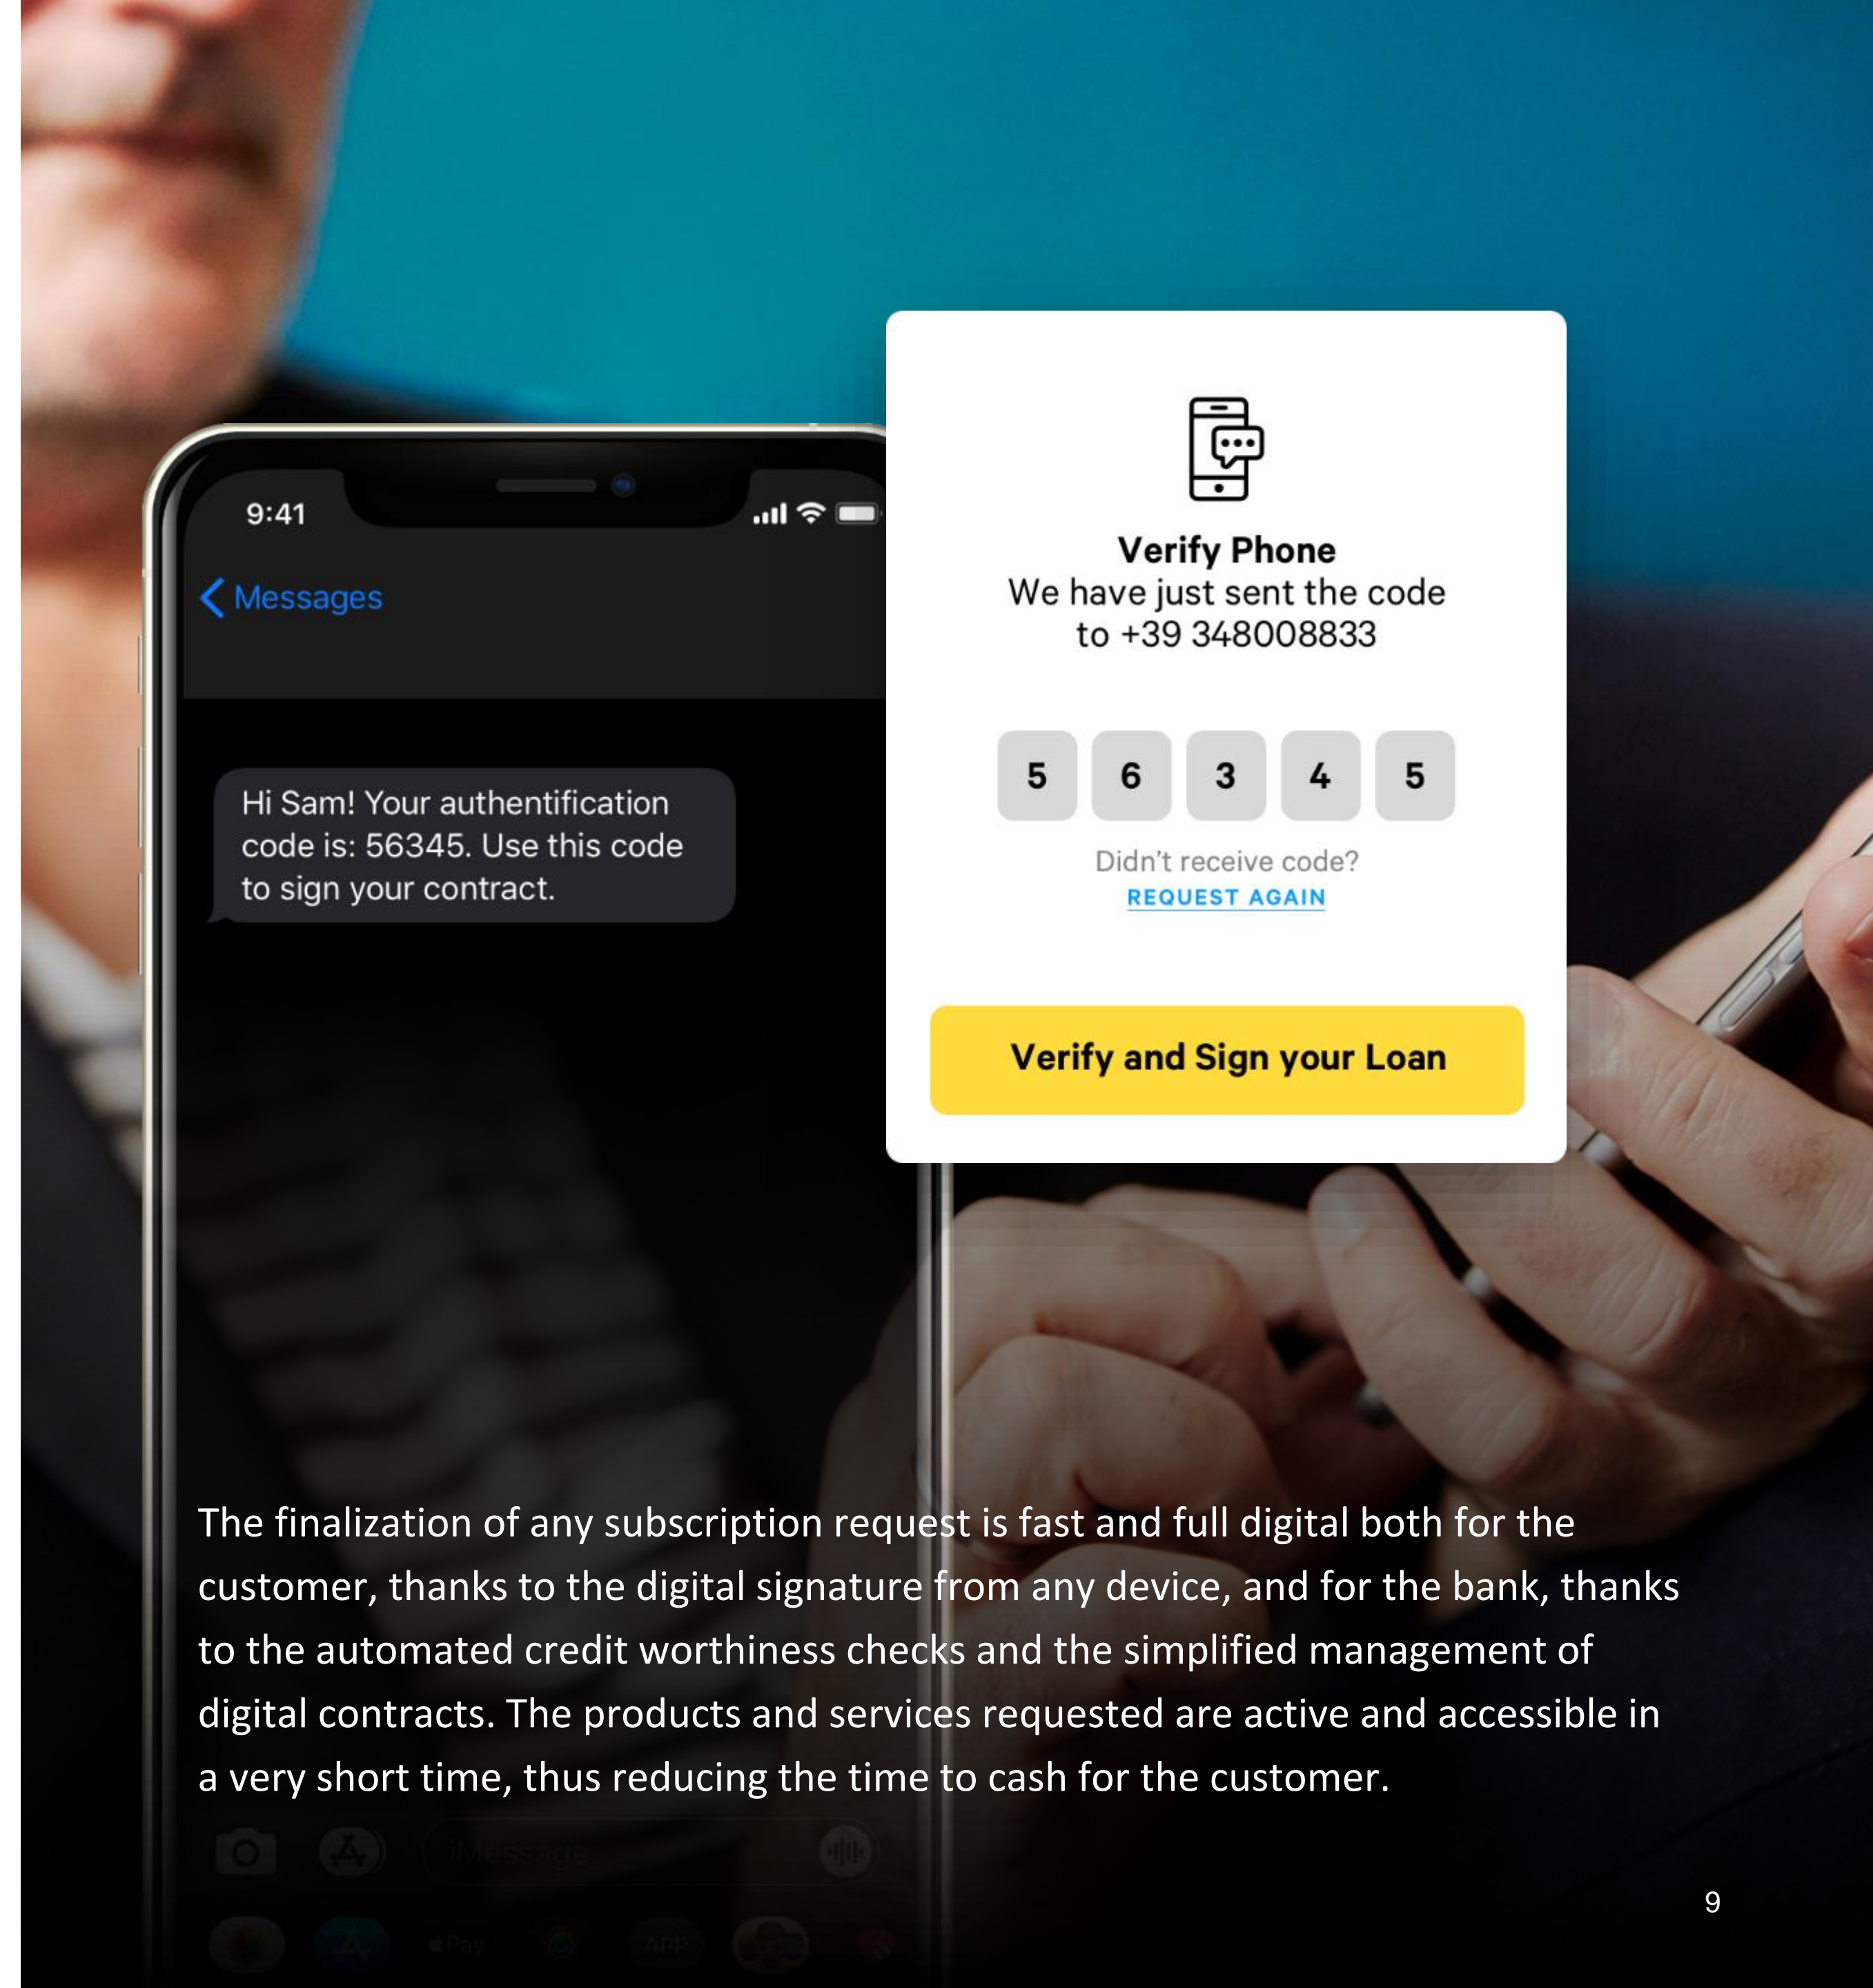 9:41
Messages
Hi Sam! Your authentification
code is: 56345. Use this code
to sign your contract.
Verify Phone
We have just sent the code
to +39 348008833
5 6 3 4 5
Didn't receive code?
REQUEST AGAIN
Verify and Sign your Loan
The finalization of any subscription request is fast and full digital both for the
customer, thanks to the digital signature from any device, and for the bank, thanks
to the automated credit worthiness checks and the simplified management of
digital contracts. The products and services requested are active and accessible in
a very short time, thus reducing the time to cash for the customer.
iMessage
Pay
APP
9